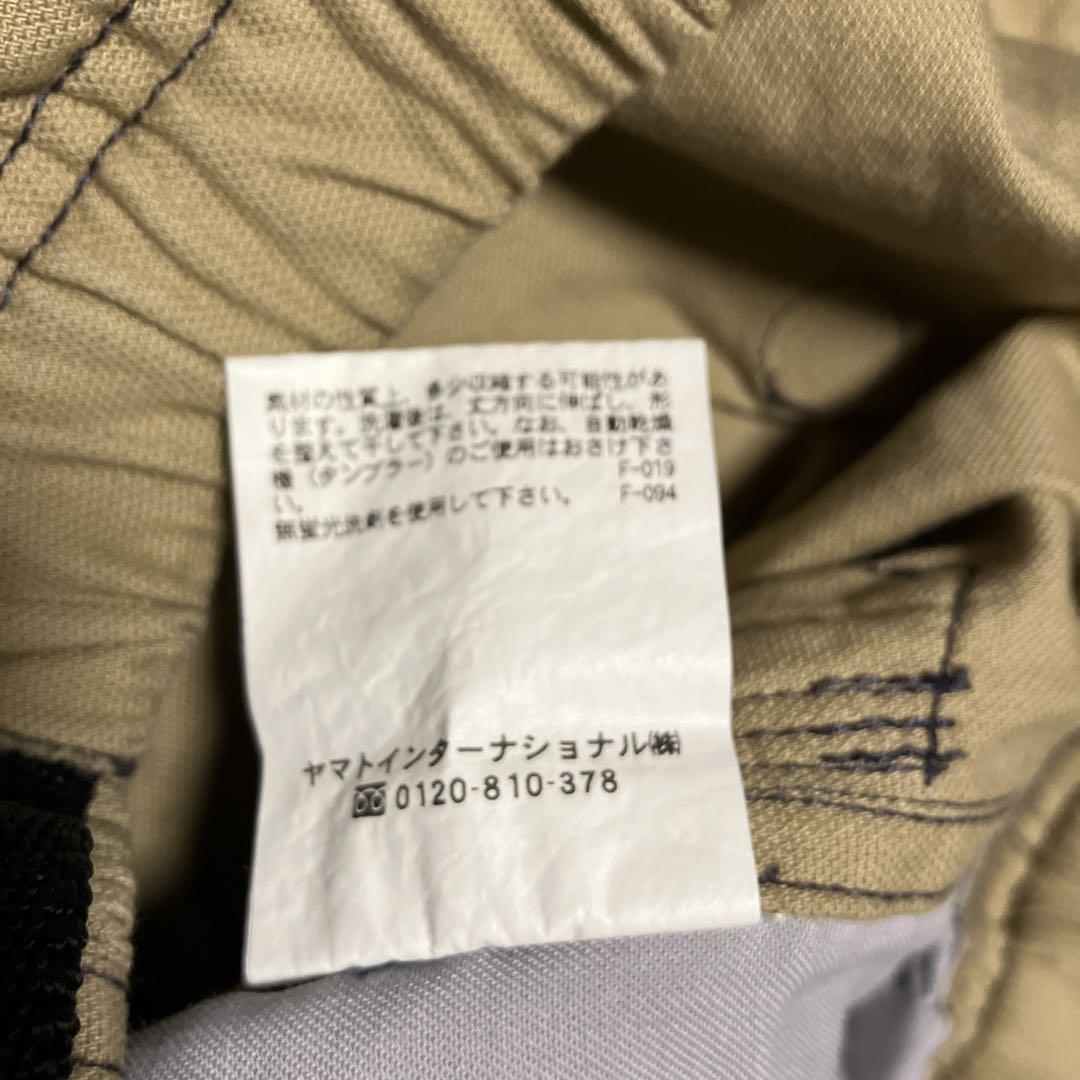 素材の性質上、多少収縮する可能性があ
ります。洗濯後は、丈方向に伸ばし、形
を整えて干して下さい。なお、自動乾燥
機（タンブラー）のご使用はおさけ下さ
い。 F-019
無蛍光洗剤を使用して下さい。 F-094
ヤマトインターナショナル㈱
0120-810-378